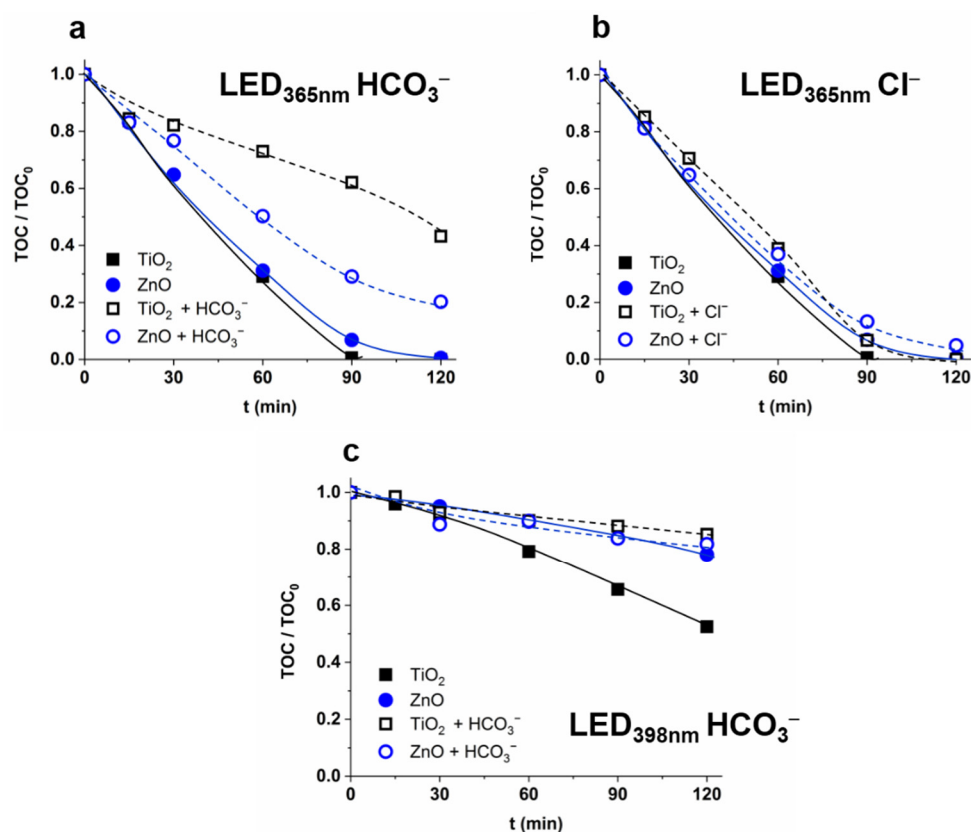 a
LED₃₆₅ₙₘ HCO₃⁻
1.0
0.8
0.6
0.4
0.2
0.0
TOC / TOC₀
TiO₂
ZnO
TiO₂ + HCO₃⁻
ZnO + HCO₃⁻
0 30 60 90 120
t (min)
b
LED₃₆₅ₙₘ Cl⁻
1.0
0.8
0.6
0.4
0.2
0.0
TOC / TOC₀
TiO₂
ZnO
TiO₂ + Cl⁻
ZnO + Cl⁻
0 30 60 90 120
t (min)
c
1.0
0.8
0.6
0.4
0.2
0.0
TOC / TOC₀
TiO₂
ZnO
TiO₂ + HCO₃⁻
ZnO + HCO₃⁻
LED₃₉₈ₙₘ HCO₃⁻
0 30 60 90 120
t (min)